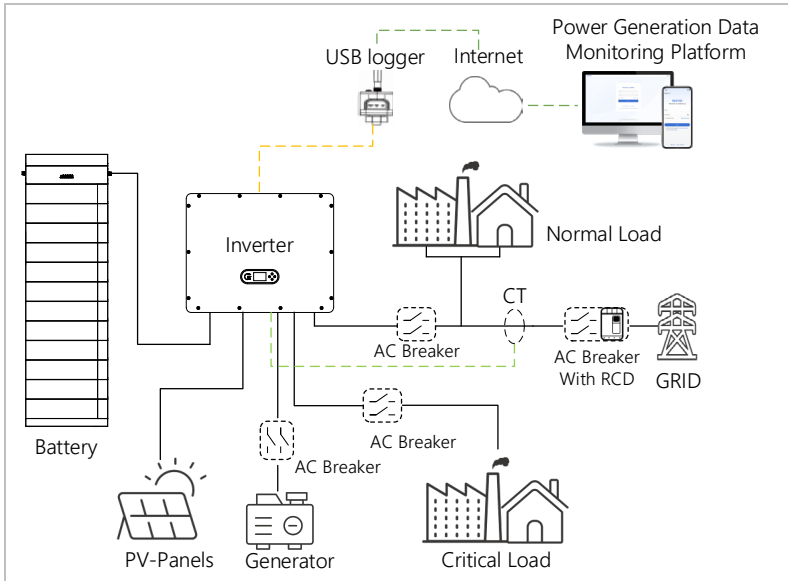 Power Generation Data
Monitoring Platform
USB logger
Internet
Inverter
Normal Load
CT
AC Breaker
AC Breaker
With RCD
GRID
Battery
AC Breaker
AC Breaker
PV-Panels
Generator
Critical Load